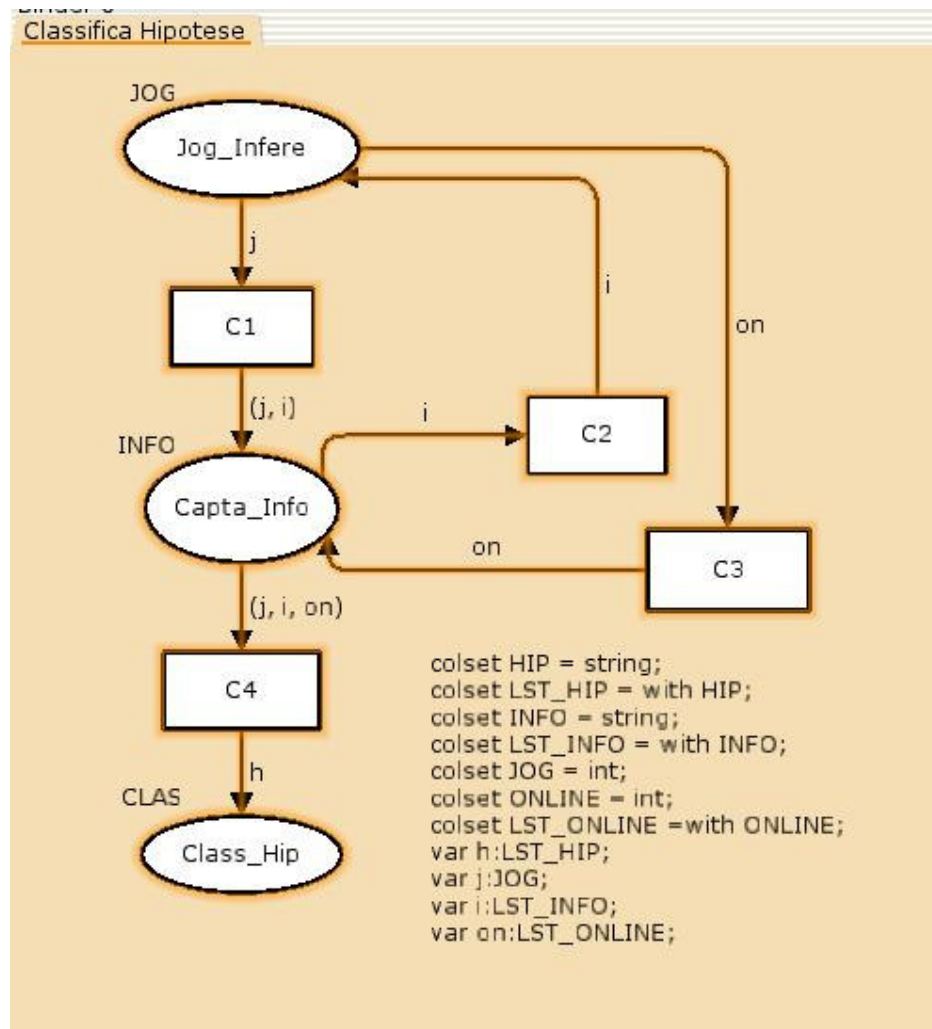 Classifica Hipotese
JOG
Jog_Infere
j
i
C1
on
(j, i)
i
C2
INFO
Capta_Info
on
C3
(j, i, on)
C4
h
CLAS
Class_Hip
colset HIP = string;
colset LST_HIP = with HIP;
colset INFO = string;
colset LST_INFO = with INFO;
colset JOG = int;
colset ONLINE = int;
colset LST_ONLINE =with ONLINE;
var h:LST_HIP;
var j:JOG;
var i:LST_INFO;
var on:LST_ONLINE;